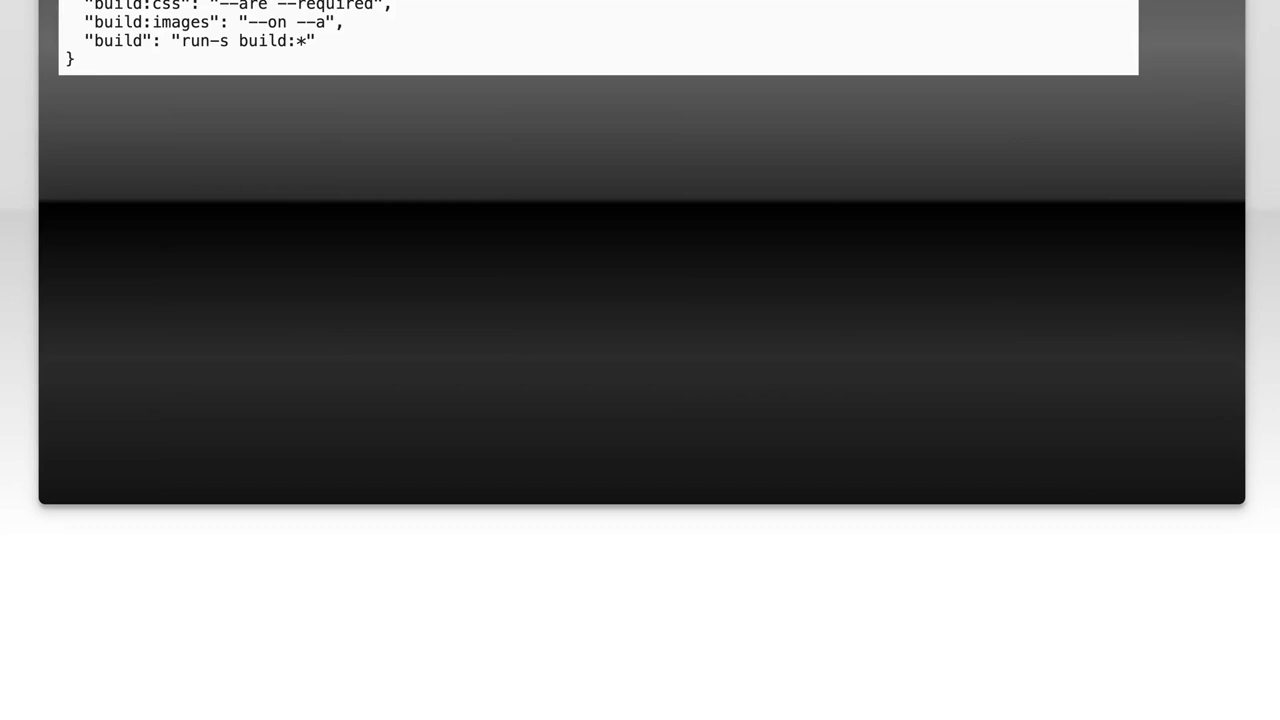 "build:css": "--are --required",
"build:images": "--on --a",
"build": "run-s build:*"
}